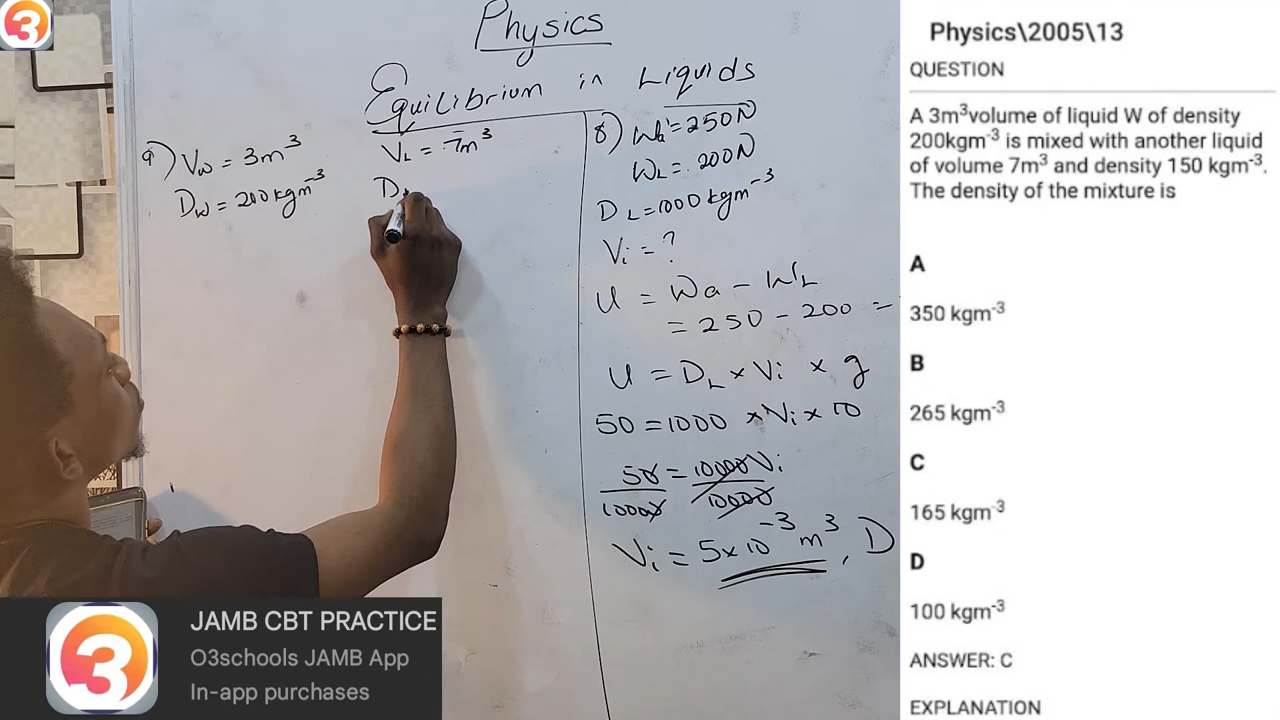 3
Physics
Equilibrium in Liquids
9) Vw = 3m³
Dw = 200kgm⁻³
VL = 7m³
8) Wa = 250N
WL = 200N
DL = 1000kgm⁻³
Vi = ?
U = Wa - WL
= 250 - 200 =
U = DL × Vi × g
50 = 1000 × Vi × 10
50 = 10000Vi
10000 10000
Vi = 5×10⁻³ m³, D
Physics\2005\13
QUESTION
A 3m³volume of liquid W of density
200kgm⁻³ is mixed with another liquid
of volume 7m³ and density 150 kgm⁻³.
The density of the mixture is
A
350 kgm⁻³
B
265 kgm⁻³
C
165 kgm⁻³
D
100 kgm⁻³
ANSWER: C
EXPLANATION
3
JAMB CBT PRACTICE
O3schools JAMB App
In-app purchases